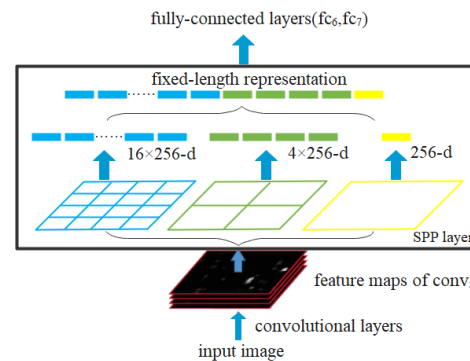 fully-connected layers(fc6,fc7)
fixed-length representation
16×256-d
4×256-d
256-d
SPP layer
feature maps of conv5
convolutional layers
input image